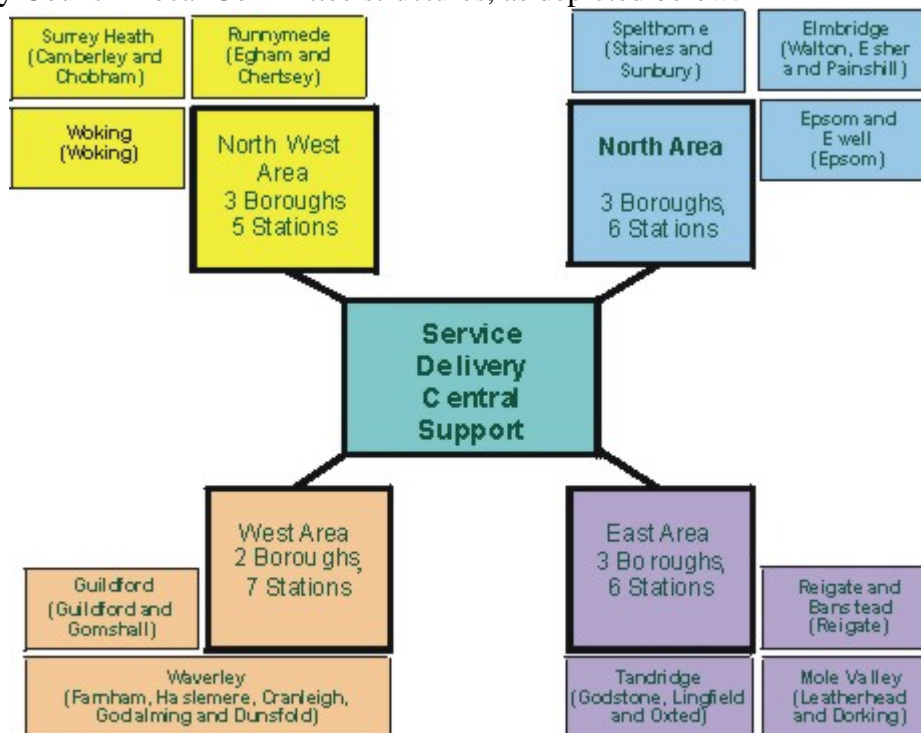 Surrey Heath
(Camberley and
Chobham)
Runnymede
(Egham and
Chertsey)
Woking
(Woking)
North West
Area
3 Boroughs
5 Stations
Spelthorne
(Staines and
Sunbury)
Elmbridge
(Walton, Esher
and Painshill)
North Area
3 Boroughs,
6 Stations
Epsom and
Ewell
(Epsom)
Service
Delivery
Central
Support
West Area
2 Boroughs,
7 Stations
Guildford
(Guildford and
Gomshall)
Waverley
(Farnham, Haslemere, Cranleigh,
Godalming and Dunsfold)
East Area
3 Boroughs,
6 Stations
Reigate and
Banstead
(Reigate)
Tandridge
(Godstone, Lingfield
and Oxted)
Mole Valley
(Leatherhead
and Dorking)